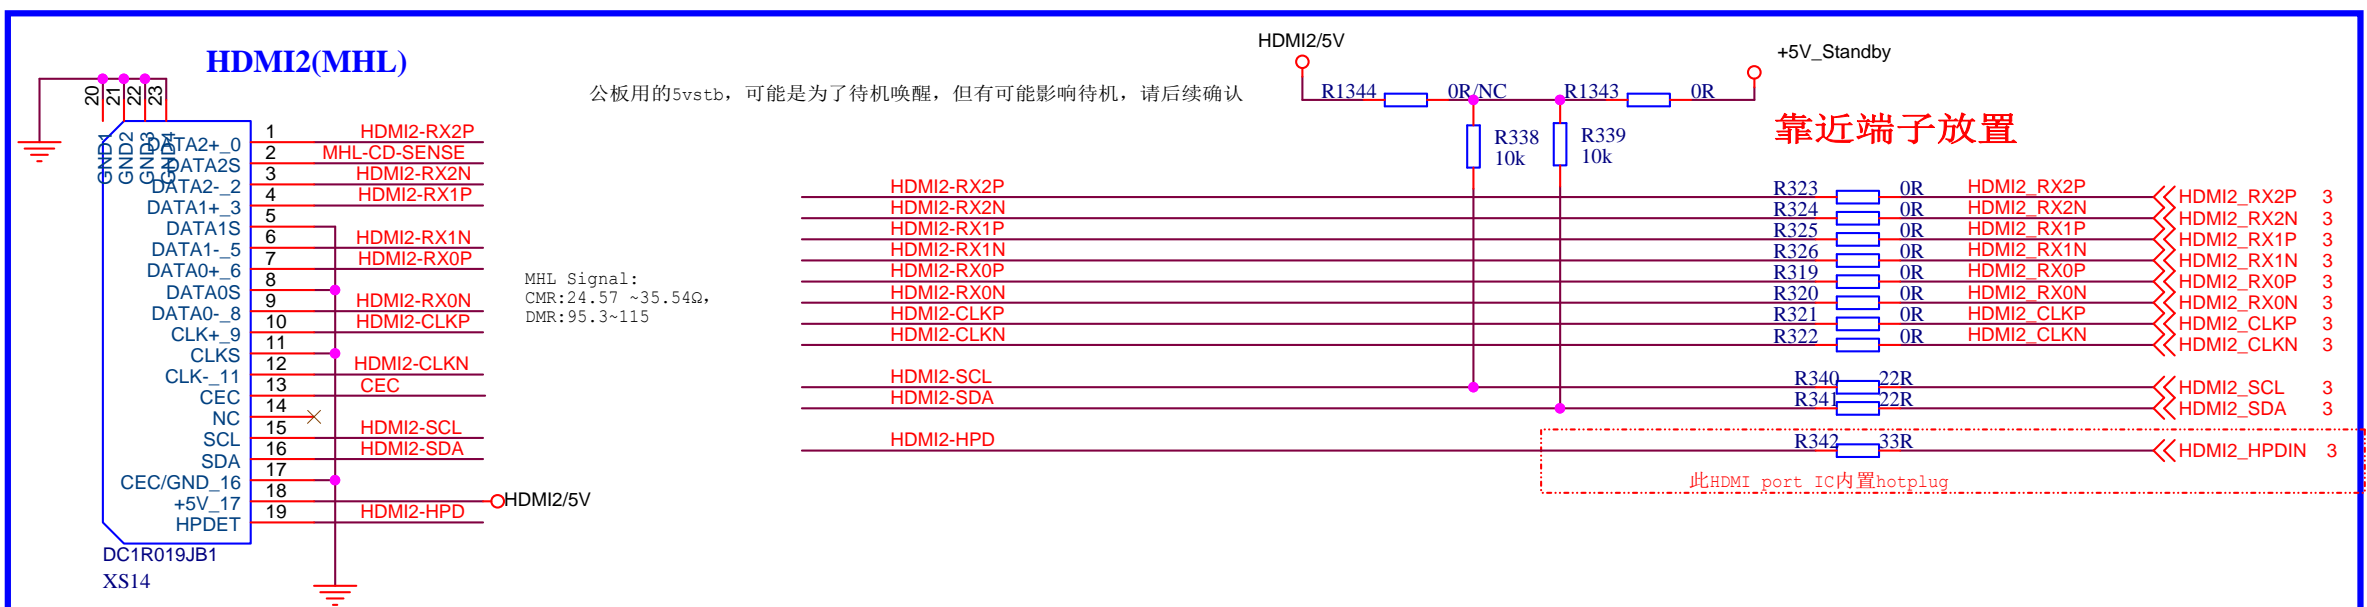 HDMI2(MHL)
公板用的5vstb，可能是为了待机唤醒，但有可能影响待机，请后续确认
HDMI2/5V
+5V_Standby
R1344 0R/NC R1343 0R
R338
10k
R339
10k
靠近端子放置
20 21 22 23
GND1 GND2 GND3 GND4
DATA2+_0 1 HDMI2-RX2P
DATA2S 2 MHL-CD-SENSE
DATA2-_2 3 HDMI2-RX2N
DATA1+_3 4 HDMI2-RX1P
DATA1S 5
DATA1-_5 6 HDMI2-RX1N
DATA0+_6 7 HDMI2-RX0P
DATA0S 8
DATA0-_8 9 HDMI2-RX0N
CLK+_9 10 HDMI2-CLKP
CLKS 11
CLK-_11 12 HDMI2-CLKN
CEC 13 CEC
NC 14
SCL 15 HDMI2-SCL
SDA 16 HDMI2-SDA
CEC/GND_16 17
+5V_17 18 HDMI2/5V
HPDET 19 HDMI2-HPD
DC1R019JB1
XS14
MHL Signal:
CMR:24.57 ~35.54Ω,
DMR:95.3~115
HDMI2-RX2P R323 0R HDMI2_RX2P HDMI2_RX2P 3
HDMI2-RX2N R324 0R HDMI2_RX2N HDMI2_RX2N 3
HDMI2-RX1P R325 0R HDMI2_RX1P HDMI2_RX1P 3
HDMI2-RX1N R326 0R HDMI2_RX1N HDMI2_RX1N 3
HDMI2-RX0P R319 0R HDMI2_RX0P HDMI2_RX0P 3
HDMI2-RX0N R320 0R HDMI2_RX0N HDMI2_RX0N 3
HDMI2-CLKP R321 0R HDMI2_CLKP HDMI2_CLKP 3
HDMI2-CLKN R322 0R HDMI2_CLKN HDMI2_CLKN 3
HDMI2-SCL R340 22R HDMI2_SCL 3
HDMI2-SDA R341 22R HDMI2_SDA 3
HDMI2-HPD R342 33R HDMI2_HPDIN 3
此HDMI port IC内置hotplug